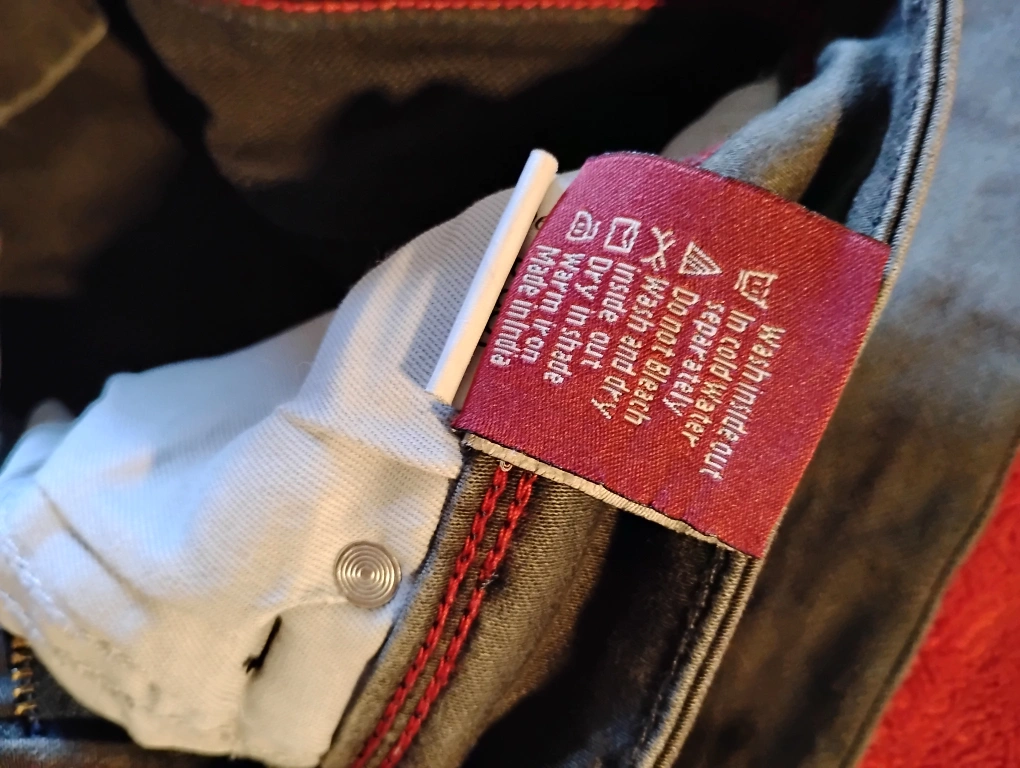 Wash inside out
In cold water
separately
Do not Bleach
Wash and dry
inside out
Dry in shade
Warm iron
Made in India